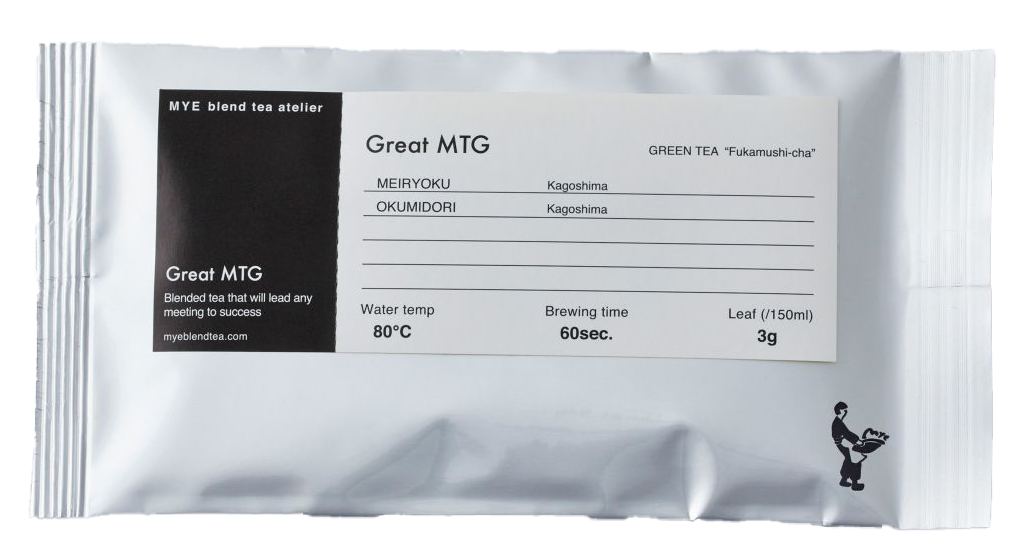 MYE blend tea atelier
Great MTG
Blended tea that will lead any
meeting to success
myeblendtea.com
Great MTG
GREEN TEA “Fukamushi-cha”
MEIRYOKU Kagoshima
OKUMIDORI Kagoshima
Water temp Brewing time Leaf (/150ml)
80°C 60sec. 3g